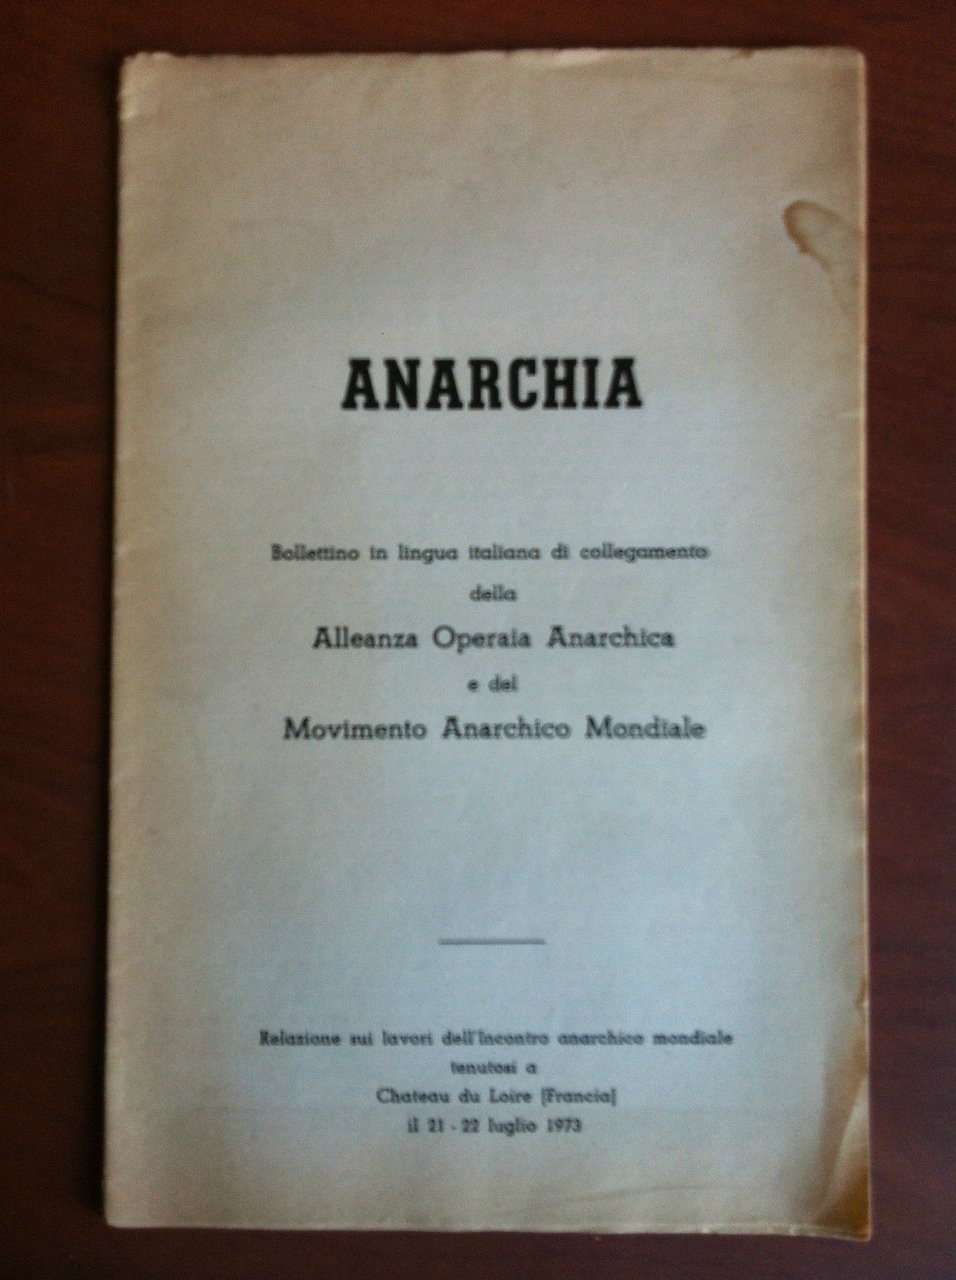 ANARCHIA
Bollettino in lingua italiana di collegamento
della
Alleanza Operaia Anarchica
e del
Movimento Anarchico Mondiale
Relazione sui lavori dell'Incontro anarchico mondiale
tenutosi a
Chateau du Loire [Francia]
il 21 - 22 luglio 1973